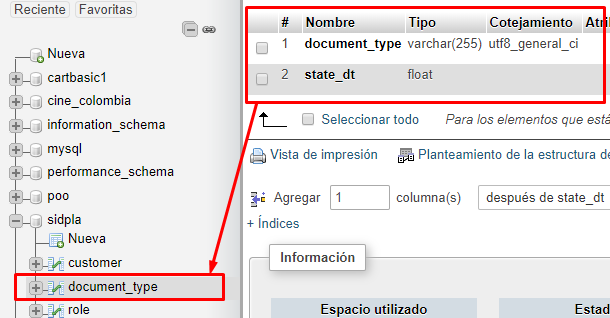 Reciente Favoritas
Nueva
cartbasic1
cine_colombia
information_schema
mysql
performance_schema
poo
sidpla
Nueva
customer
document_type
role
# Nombre Tipo Cotejamiento Atri
1 document_type varchar(255) utf8_general_ci
2 state_dt float
Seleccionar todo Para los elementos que está
Vista de impresión Planteamiento de la estructura de
Agregar 1 columna(s) después de state_dt
+ Índices
Información
Espacio utilizado Estad